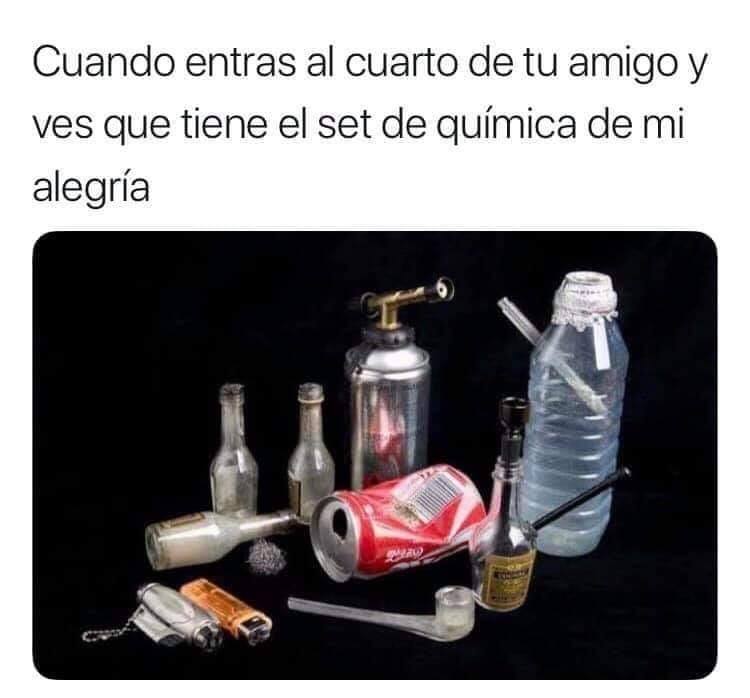 Cuando entras al cuarto de tu amigo y
ves que tiene el set de química de mi
alegría